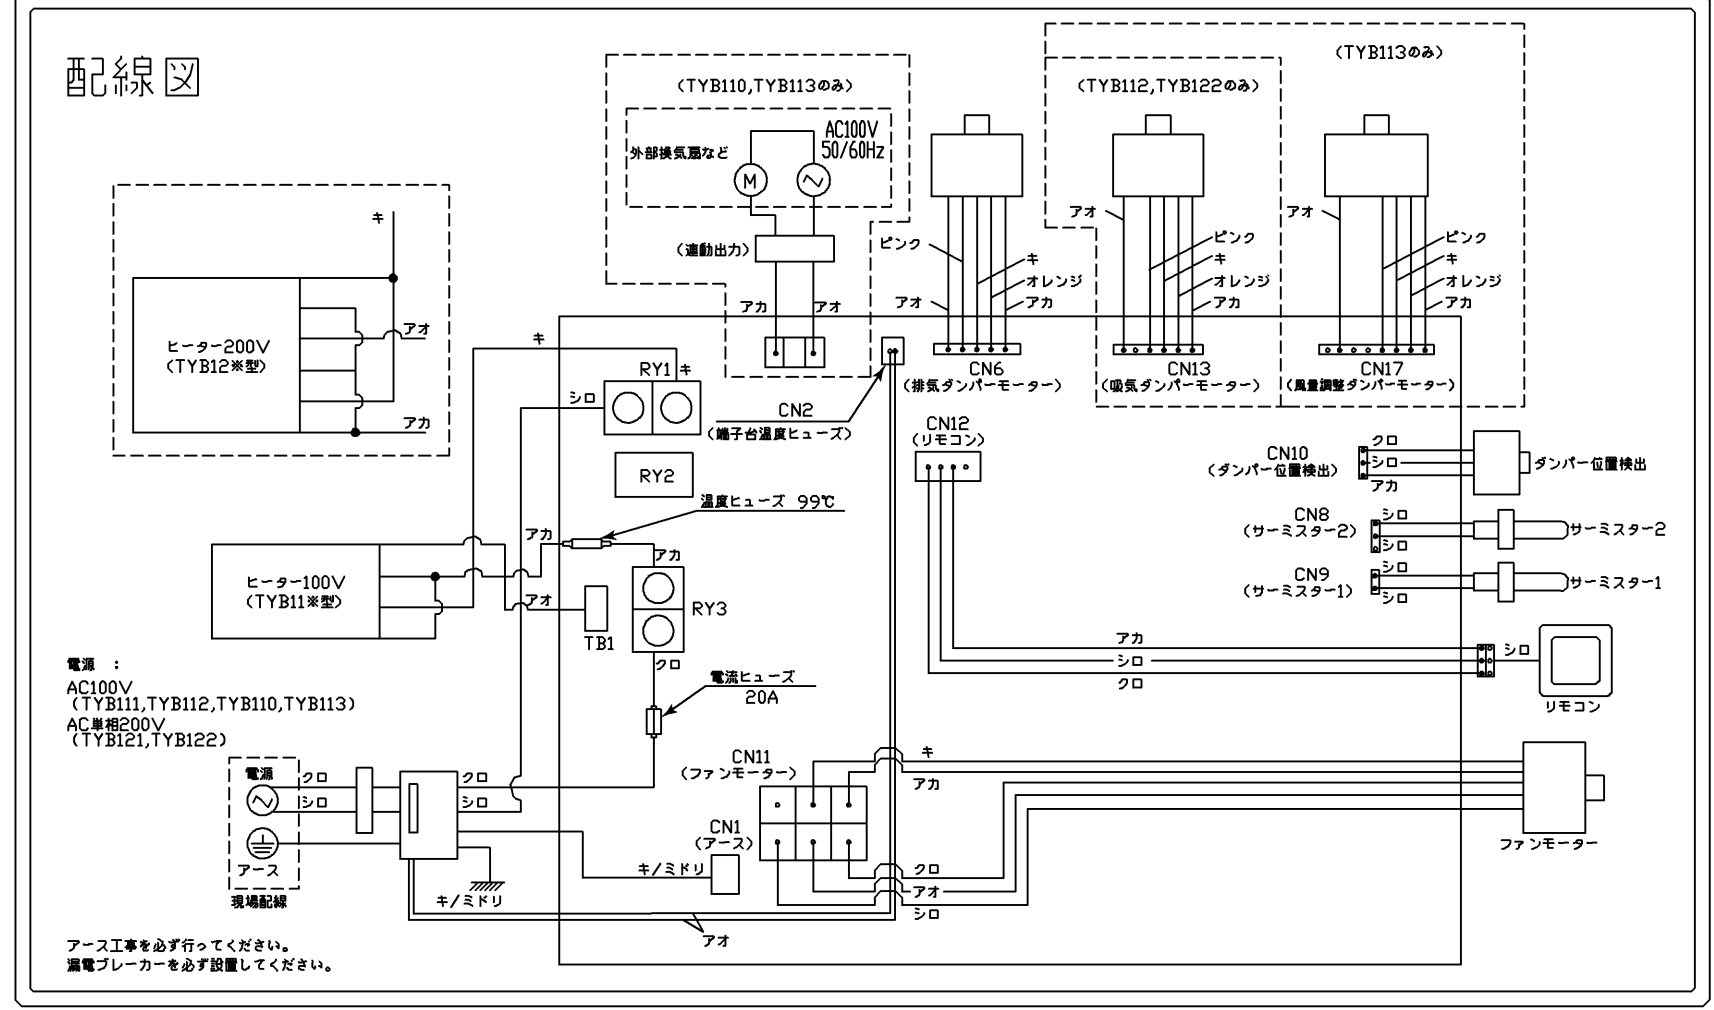 配線図
(TYB113のみ)
(TYB110,TYB113のみ)
(TYB112,TYB122のみ)
外部換気扇など
AC100V
50/60Hz
M
(連動出力)
アカ
アオ
ピンク
アオ
キ
オレンジ
アカ
CN6
(排気ダンパーモーター)
アオ
ピンク
キ
オレンジ
アカ
CN13
(吸気ダンパーモーター)
アオ
ピンク
キ
オレンジ
アカ
CN17
(風量調整ダンパーモーター)
キ
アオ
アカ
ヒーター200V
(TYB12※型)
キ
RY1
キ
シロ
CN2
(端子台温度ヒューズ)
RY2
温度ヒューズ 99℃
CN12
(リモコン)
CN10
(ダンパー位置検出)
クロ
シロ
アカ
ダンパー位置検出
CN8
(サーミスター2)
シロ
シロ
サーミスター2
CN9
(サーミスター1)
シロ
シロ
サーミスター1
アカ
アカ
アオ
ヒーター100V
(TYB11※型)
TB1
RY3
クロ
電流ヒューズ
20A
アカ
シロ
クロ
シロ
リモコン
電源 :
AC100V
(TYB111,TYB112,TYB110,TYB113)
AC単相200V
(TYB121,TYB122)
電源
クロ
シロ
アース
現場配線
クロ
シロ
キ/ミドリ
キ/ミドリ
CN11
(ファンモーター)
CN1
(アース)
キ
アカ
クロ
アオ
シロ
アオ
ファンモーター
アース工事を必ず行ってください。
漏電ブレーカーを必ず設置してください。